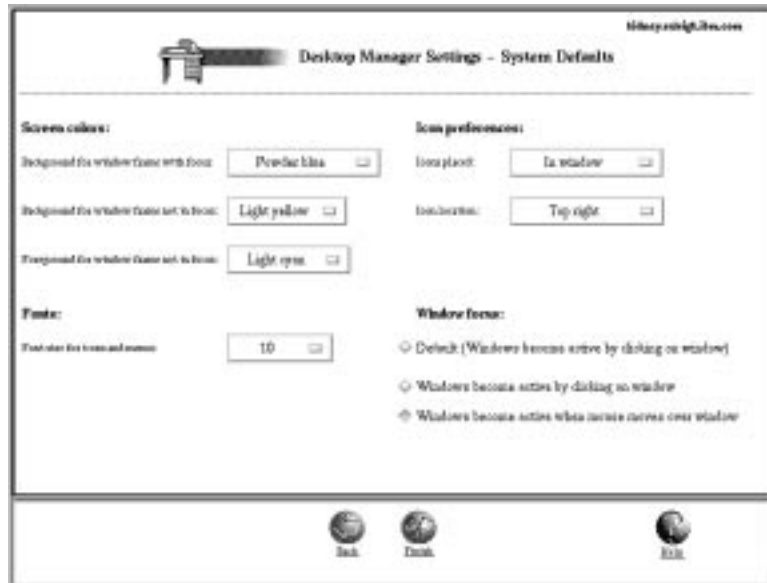 Desktop Manager Settings - System Defaults
Screen colors:
Background for window frame with focus:
Powder blue
Background for window frame not in focus:
Light yellow
Foreground for window frame not in focus:
Light cyan
Fonts:
Font size for icons and menus:
10
Icon preferences:
Icons placed:
In window
Icon location:
Top right
Window focus:
Default (Windows become active by clicking on window)
Windows become active by clicking on window
Windows become active when mouse moves over window
Back
Finish
Help